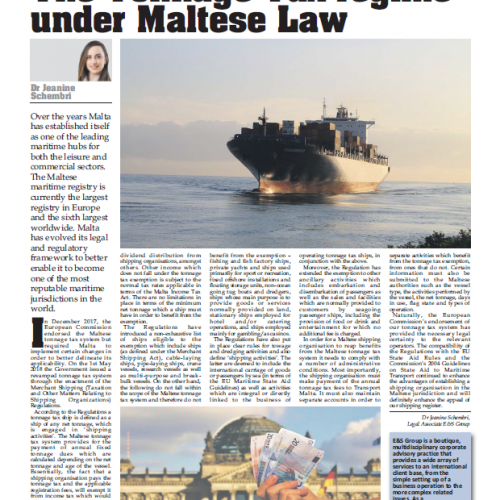 under Maltese Law
Dr Jeanine
Schembri
Over the years Malta
has established itself
as one of the leading
maritime hubs for
both the leisure and
commercial sectors.
The Maltese
maritime registry is
currently the largest
registry in Europe
and the sixth largest
worldwide. Malta
has evolved its legal
and regulatory
framework to better
enable it to become
one of the most
reputable maritime
jurisdictions in the
world.
In December 2017, the
European Commission
endorsed the Maltese
tonnage tax system but
required Malta to
implement certain changes in
order to better delineate its
applicability. On the 1st May
2018 the Government issued a
revamped tonnage tax system
through the enactment of the
Merchant Shipping (Taxation
and Other Matters Relating to
Shipping Organisations)
Regulations.
According to the Regulations a
tonnage tax ship is defined as a
ship of any net tonnage, which
is engaged in 'shipping
activities'. The Maltese tonnage
tax system provides for the
payment of annual fixed
tonnage dues which are
calculated depending on the net
tonnage and age of the vessel.
Essentially, the fact that a
shipping organisation pays the
tonnage tax and the applicable
registration fees, will exempt it
from income tax which would
dividend distribution from
shipping organisations, amongst
others. Other income which
does not fall under the tonnage
tax exemption is subject to the
normal tax rates applicable in
terms of the Malta Income Tax
Act. There are no limitations in
place in terms of the minimum
net tonnage which a ship must
have in order to benefit from the
exemption.
The Regulations have
introduced a non-exhaustive list
of ships eligible to the
exemption which include ships
(as defined under the Merchant
Shipping Act), cable-laying
ships, pipe-laying ships, crane
vessels, research vessels as well
as multi-purpose ice break-
bulk vessels. On the other hand,
the following do not fall within
the scope of the Maltese tonnage
tax system and therefore do not
benefit from the exemption –
fishing and fish factory ships,
private yachts and ships used
primarily for sport or recreation,
fixed offshore installations and
floating storage units, non-ocean
going tug boats and dredgers,
ships whose main purpose is to
provide goods or services
normally provided on land,
stationary ships employed for
hotel and/or catering
operations, and ships employed
mainly for gambling/as casinos.
The Regulations have also put
in place clear rules for towage
and dredging activities and also
define 'shipping activities'. The
latter are deemed to include the
international carriage of goods
or passengers by sea (in terms of
the EU Maritime State Aid
Guidelines) as well as activities
which are integral or directly
linked to the business of
operating tonnage tax ships, in
conjunction with the above.
Moreover, the Regulation has
extended the exemption to other
ancillary activities which
includes embarkation and
disembarkation of passengers as
well as the sales and facilities
which are normally provided to
customers by seagoing
passenger ships, including the
provision of food or drink and
entertainment for which no
additional fee is charged.
In order for a Maltese shipping
organisation to reap benefits
from the Maltese tonnage tax
system it needs to comply with
a number of administrative
conditions. Most importantly,
the shipping organisation must
make payment of the annual
tonnage tax fees to Transport
Malta. It must also maintain
separate accounts in order to
separate activities which benefit
from the tonnage tax exemption,
from ones that do not. Certain
information must also be
submitted to the Maltese
authorities such as the vessel
type, the activities performed by
the vessel, the net tonnage, days
in use, flag state and types of
operation.
Naturally, the European
Commission's endorsement of
our tonnage tax system has
provided the necessary legal
certainty to the relevant
operators. The compatibility of
the Regulations with the EU
State Aid Rules and the
Commission's 2004 Guidelines
on State Aid to Maritime
Transport continued to enhance
the advantages of establishing a
shipping organisation in the
Maltese jurisdiction and will
definitely enhance the appeal of
our shipping register.
Dr Jeanine Schembri,
Legal Associate E&S Group
E&S Group is a boutique,
multidisciplinary corporate
advisory practice that
provides a wide array of
services to an international
client base, from the
simple setting up of a
business operation to the
more complex related